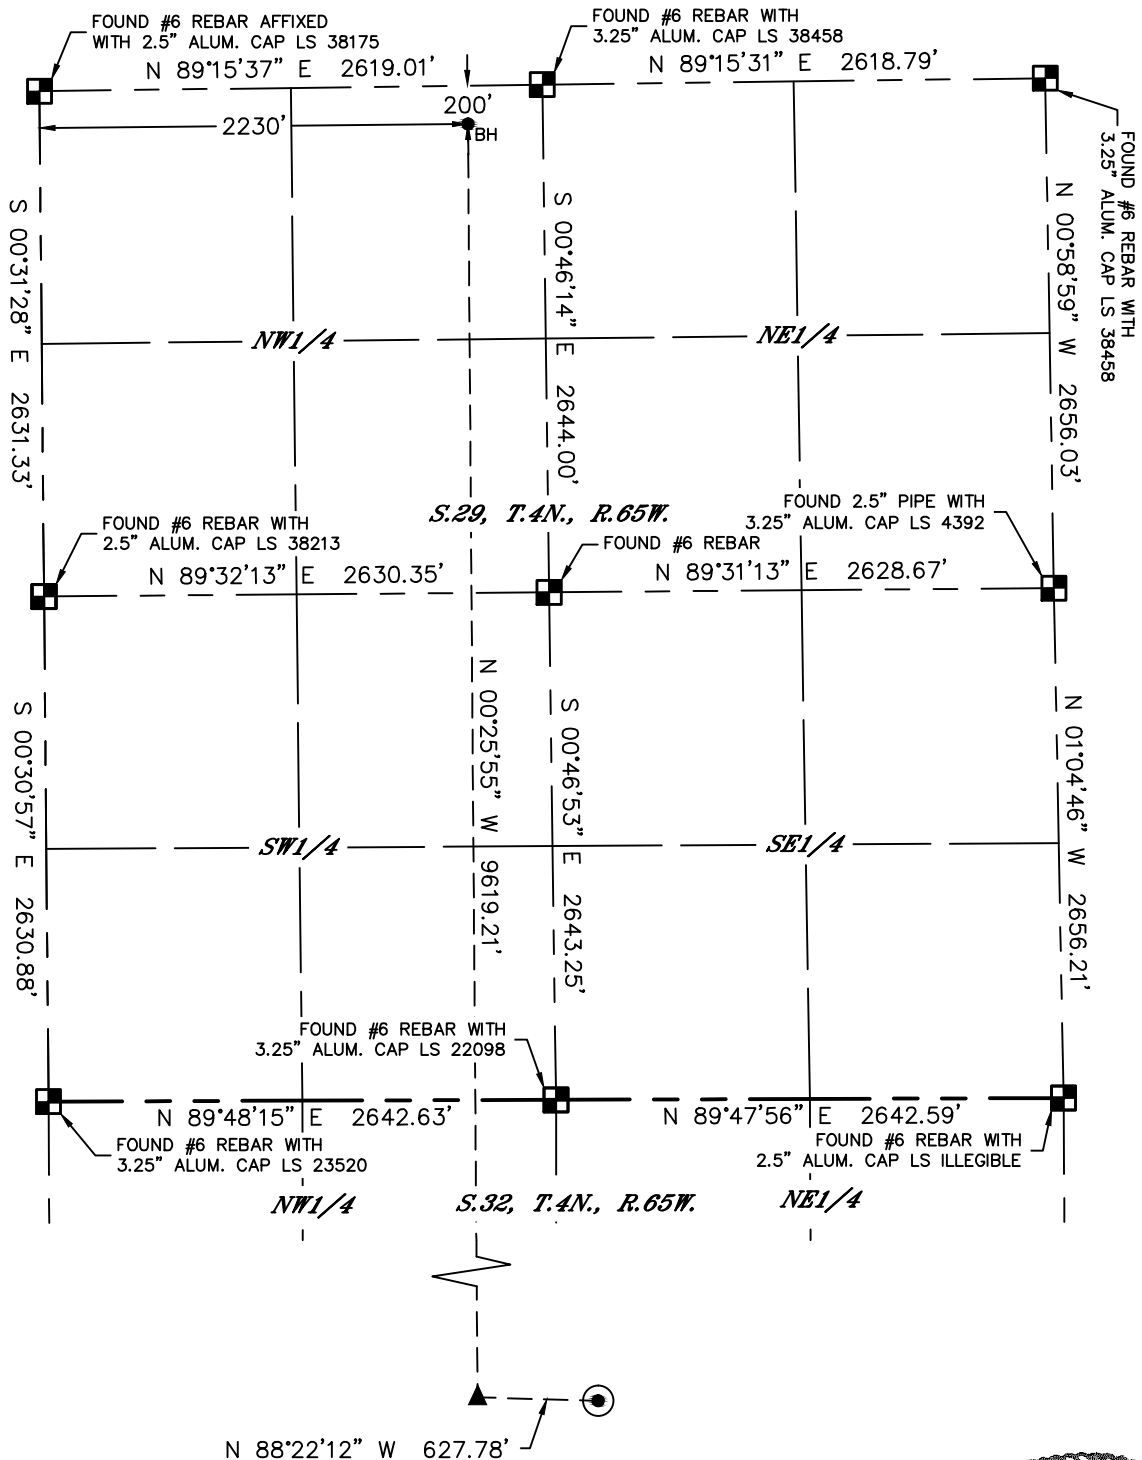 FOUND #6 REBAR AFFIXED
WITH 2.5" ALUM. CAP LS 38175
FOUND #6 REBAR WITH
3.25" ALUM. CAP LS 38458
N 89°15'37" E 2619.01'
N 89°15'31" E 2618.79'
200'
2230'
BH
FOUND #6 REBAR WITH
3.25" ALUM. CAP LS 38458
S 00°31'28" E 2631.33'
S 00°46'14" E 2644.00'
N 00°58'59" W 2656.03'
NW1/4
NE1/4
S.29, T.4N., R.65W.
FOUND 2.5" PIPE WITH
3.25" ALUM. CAP LS 4392
FOUND #6 REBAR WITH
2.5" ALUM. CAP LS 38213
FOUND #6 REBAR
N 89°32'13" E 2630.35'
N 89°31'13" E 2628.67'
S 00°30'57" E 2630.88'
N 00°25'55" W 9619.21'
S 00°46'53" E 2643.25'
N 01°04'46" W 2656.21'
SW1/4
SE1/4
FOUND #6 REBAR WITH
3.25" ALUM. CAP LS 22098
N 89°48'15" E 2642.63'
N 89°47'56" E 2642.59'
FOUND #6 REBAR WITH
3.25" ALUM. CAP LS 23520
FOUND #6 REBAR WITH
2.5" ALUM. CAP LS ILLEGIBLE
NW1/4
S.32, T.4N., R.65W.
NE1/4
N 88°22'12" W 627.78'